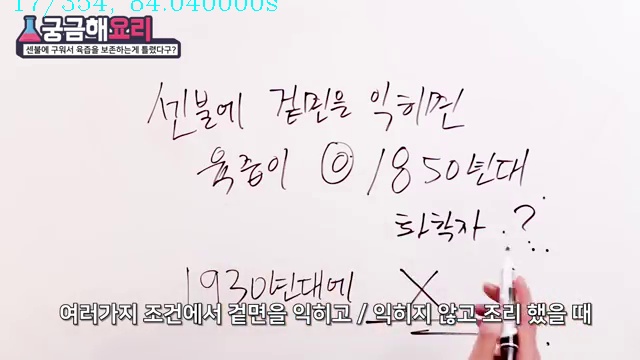 17/354, 84.040000s
궁금해요리
센불에 구워서 육즙을 보존하는게 틀렸다구?
센불에 겉면을 익히면
육즙이 ◎ 1850년대
화학자 . ?
1930년대에 X
여러가지 조건에서 겉면을 익히고 / 익히지 않고 조리 했을 때